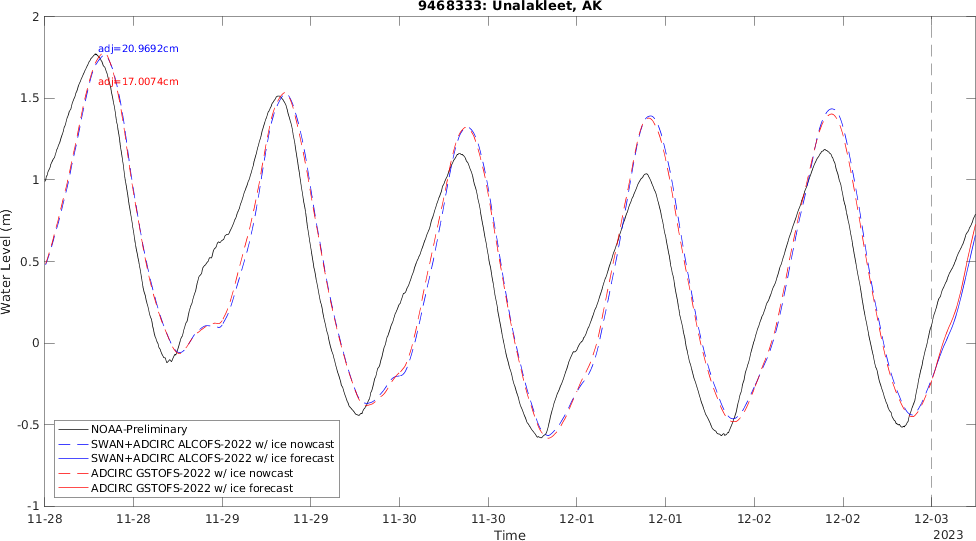 9468333: Unalakleet, AK
adj=20.9692cm
adj=17.0074cm
Water Level (m)
2
1.5
1
0.5
0
-0.5
-1
NOAA-Preliminary
SWAN+ADCIRC ALCOFS-2022 w/ ice nowcast
SWAN+ADCIRC ALCOFS-2022 w/ ice forecast
ADCIRC GSTOFS-2022 w/ ice nowcast
ADCIRC GSTOFS-2022 w/ ice forecast
11-28 11-28 11-29 11-29 11-30 11-30 12-01 12-01 12-02 12-02 12-03
Time
2023